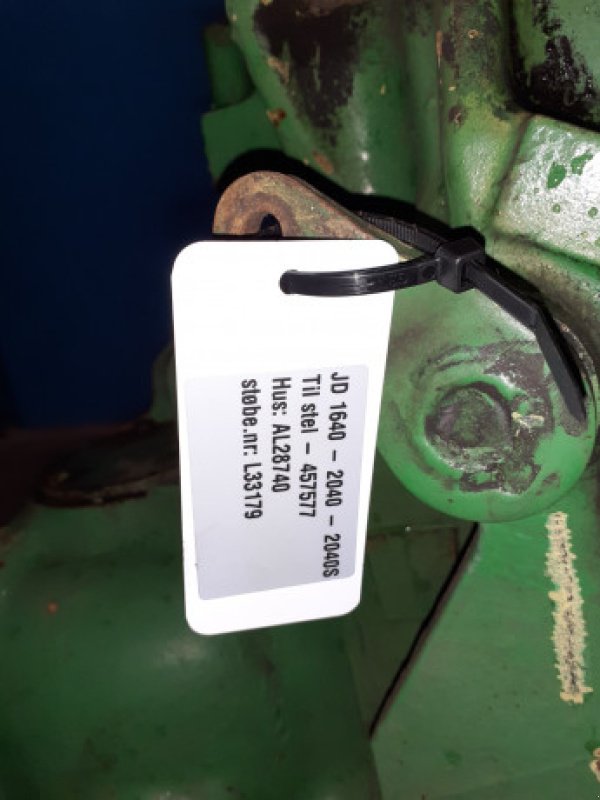 JD 1640 – 2040 – 2040S
Til stel – 457577
Hus: AL28740
støbe.nr: L33179